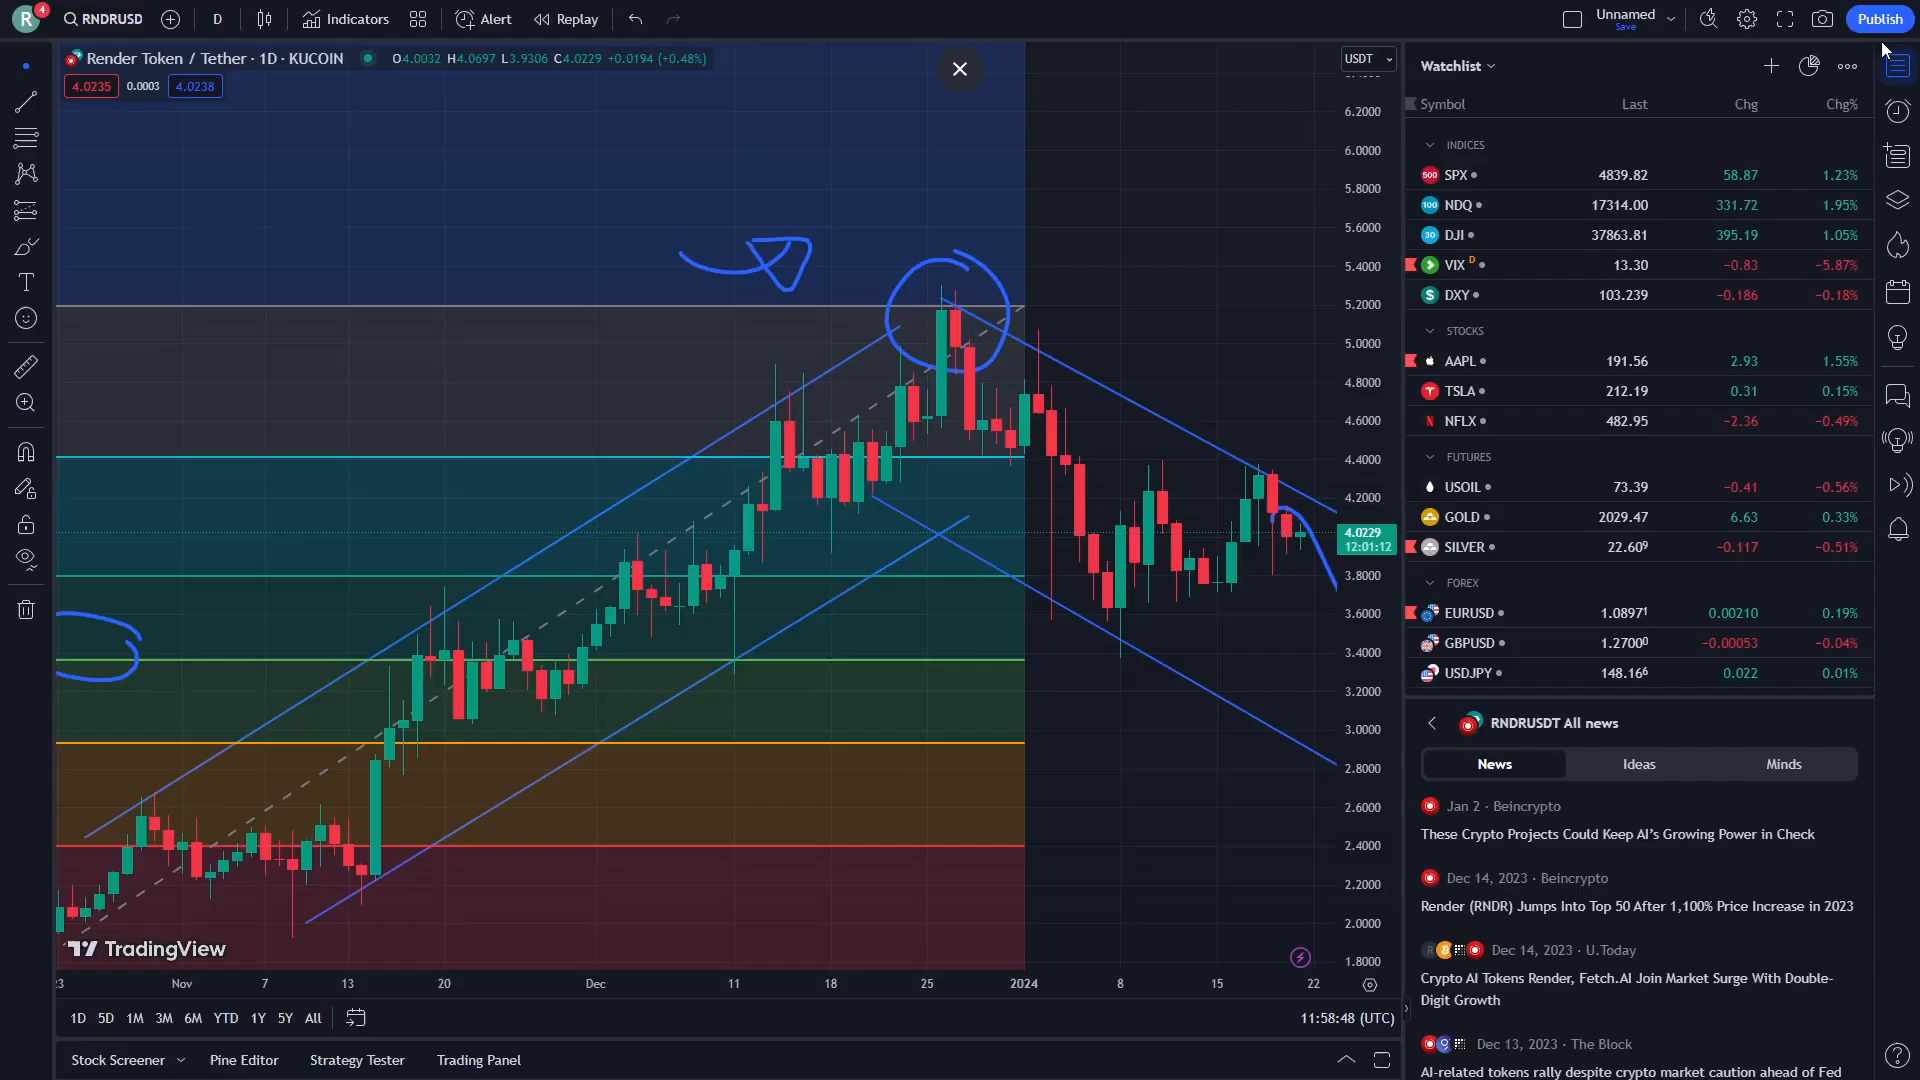 R 4 RNDRUSD D Indicators Alert Replay Unnamed Save Publish
Render Token / Tether · 1D · KUCOIN O4.0032 H4.0697 L3.9306 C4.0229 +0.0194 (+0.48%)
4.0235 0.0003 4.0238
USDT
6.2000
6.0000
5.8000
5.6000
5.4000
5.2000
5.0000
4.8000
4.6000
4.4000
4.2000
4.0229
12:01:12
3.8000
3.6000
3.4000
3.2000
3.0000
2.8000
2.6000
2.4000
2.2000
2.0000
1.8000
TradingView
23 Nov 7 13 20 Dec 11 18 25 2024 8 15 22
1D 5D 1M 3M 6M YTD 1Y 5Y All 11:58:48 (UTC)
Stock Screener Pine Editor Strategy Tester Trading Panel
Watchlist
Symbol Last Chg Chg%
INDICES
500 SPX 4839.82 58.87 1.23%
100 NDQ 17314.00 331.72 1.95%
30 DJI 37863.81 395.19 1.05%
VIX D 13.30 −0.83 −5.87%
$ DXY 103.239 −0.186 −0.18%
STOCKS
AAPL 191.56 2.93 1.55%
TSLA 212.19 0.31 0.15%
N NFLX 482.95 −2.36 −0.49%
FUTURES
USOIL 73.39 −0.41 −0.56%
GOLD 2029.47 6.63 0.33%
SILVER 22.609 −0.117 −0.51%
FOREX
EURUSD 1.08971 0.00210 0.19%
GBPUSD 1.27000 −0.00053 −0.04%
USDJPY 148.166 0.022 0.01%
RNDRUSDT All news
News Ideas Minds
Jan 2 · Beincrypto
These Crypto Projects Could Keep AI’s Growing Power in Check
Dec 14, 2023 · Beincrypto
Render (RNDR) Jumps Into Top 50 After 1,100% Price Increase in 2023
Dec 14, 2023 · U.Today
Crypto AI Tokens Render, Fetch.AI Join Market Surge With Double-
Digit Growth
Dec 13, 2023 · The Block
AI-related tokens rally despite crypto market caution ahead of Fed